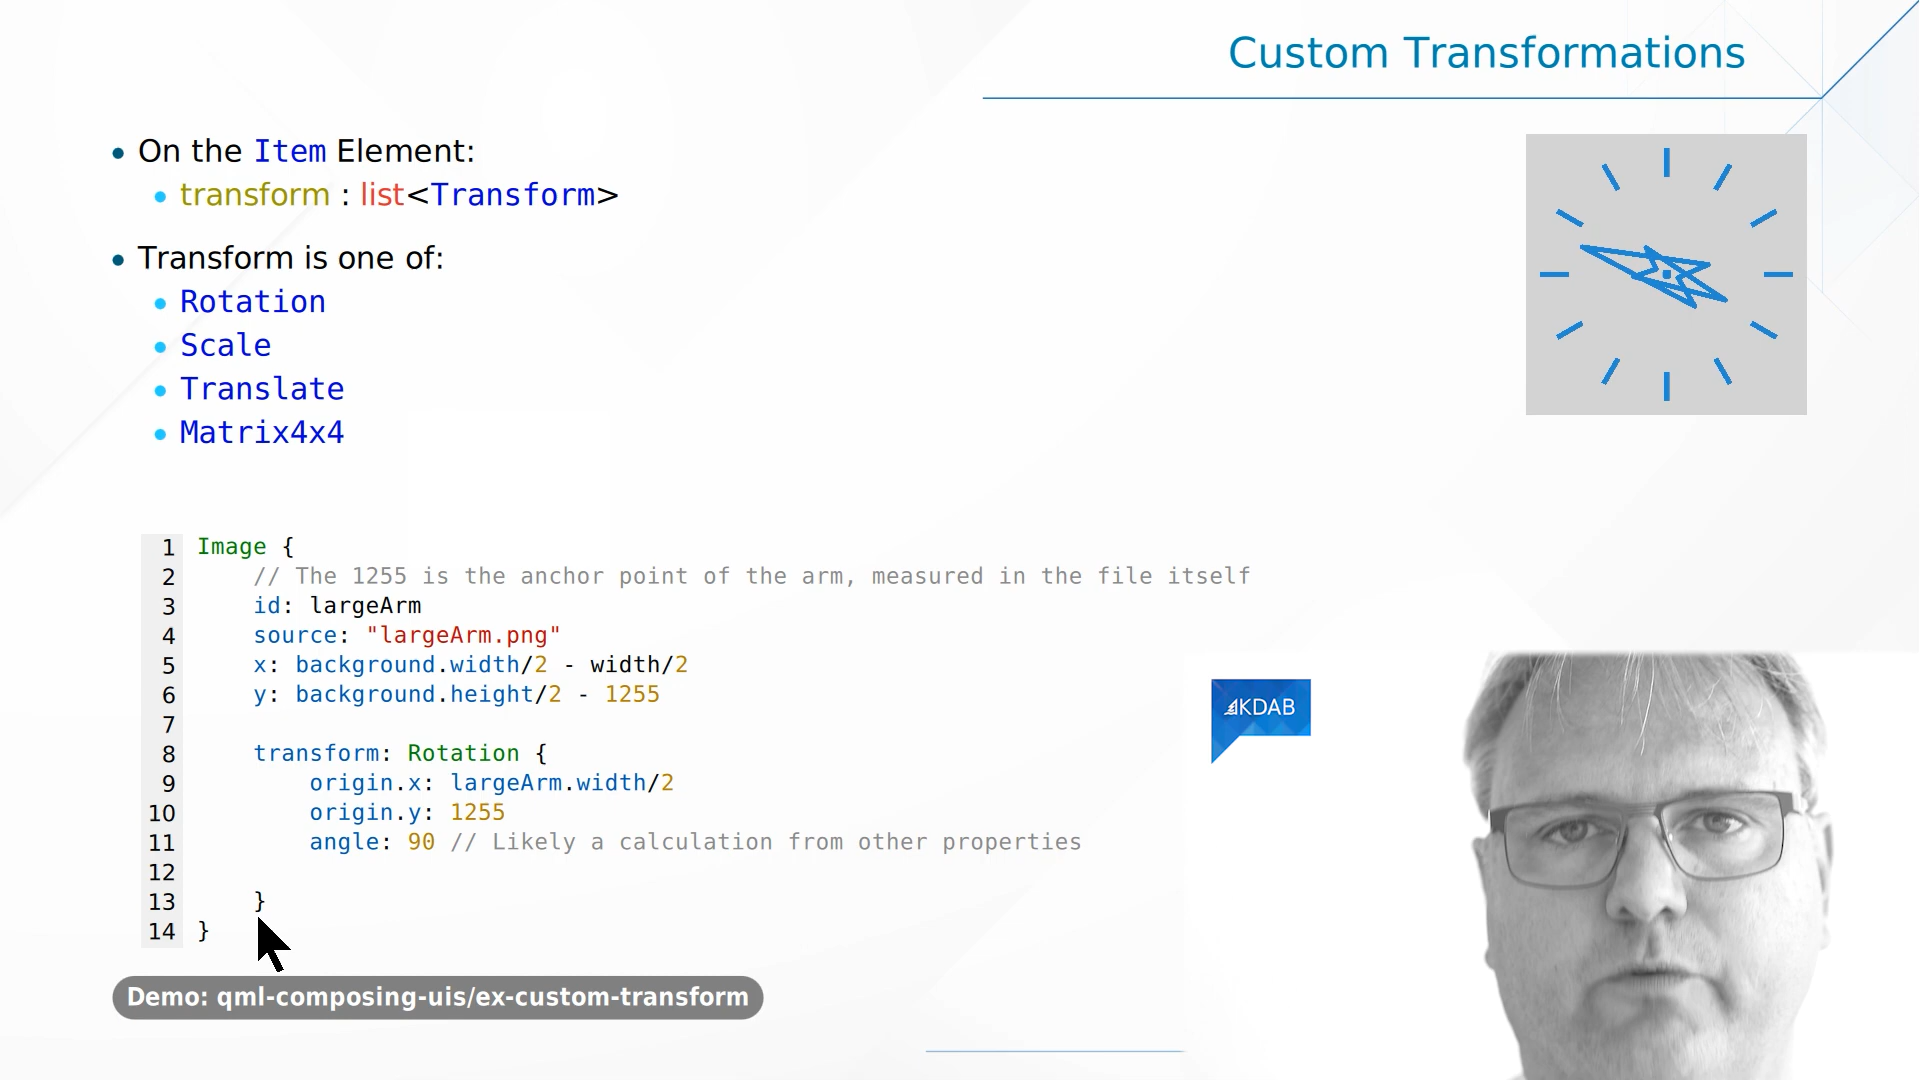 Custom Transformations
On the Item Element:
transform : list<Transform>
Transform is one of:
Rotation
Scale
Translate
Matrix4x4
1 Image {
2     // The 1255 is the anchor point of the arm, measured in the file itself
3     id: largeArm
4     source: "largeArm.png"
5     x: background.width/2 - width/2
6     y: background.height/2 - 1255
7
8     transform: Rotation {
9         origin.x: largeArm.width/2
10         origin.y: 1255
11         angle: 90 // Likely a calculation from other properties
12
13     }
14 }
KDAB
Demo: qml-composing-uis/ex-custom-transform